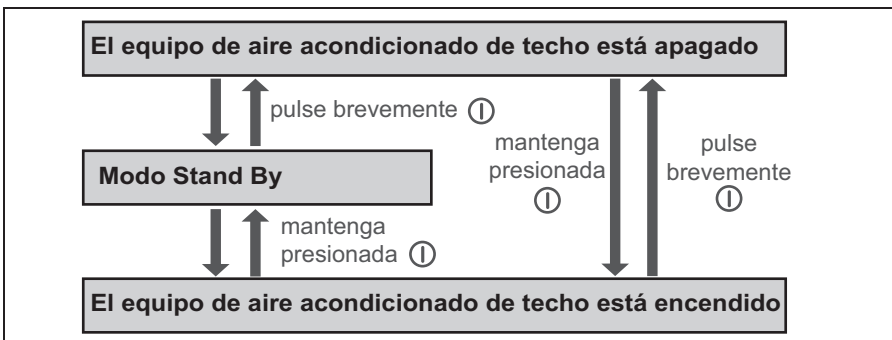 El equipo de aire acondicionado de techo está apagado
pulse brevemente
mantenga
presionada
pulse
brevemente
Modo Stand By
mantenga
presionada
El equipo de aire acondicionado de techo está encendido